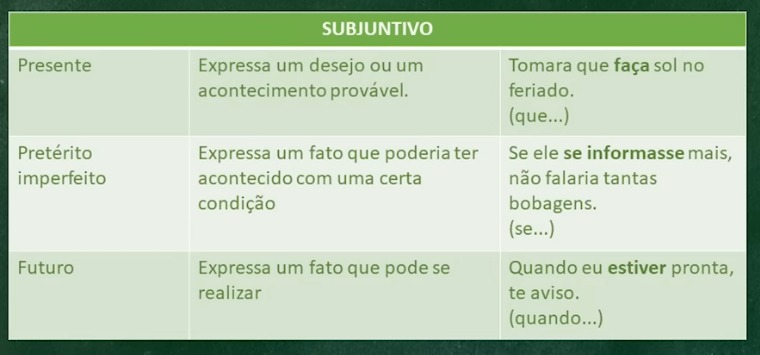 SUBJUNTIVO
Presente
Expressa um desejo ou um
acontecimento provável.
Tomara que faça sol no
feriado.
(que...)
Pretérito
imperfeito
Expressa um fato que poderia ter
acontecido com uma certa
condição
Se ele se informasse mais,
não falaria tantas
bobagens.
(se...)
Futuro
Expressa um fato que pode se
realizar
Quando eu estiver pronta,
te aviso.
(quando...)